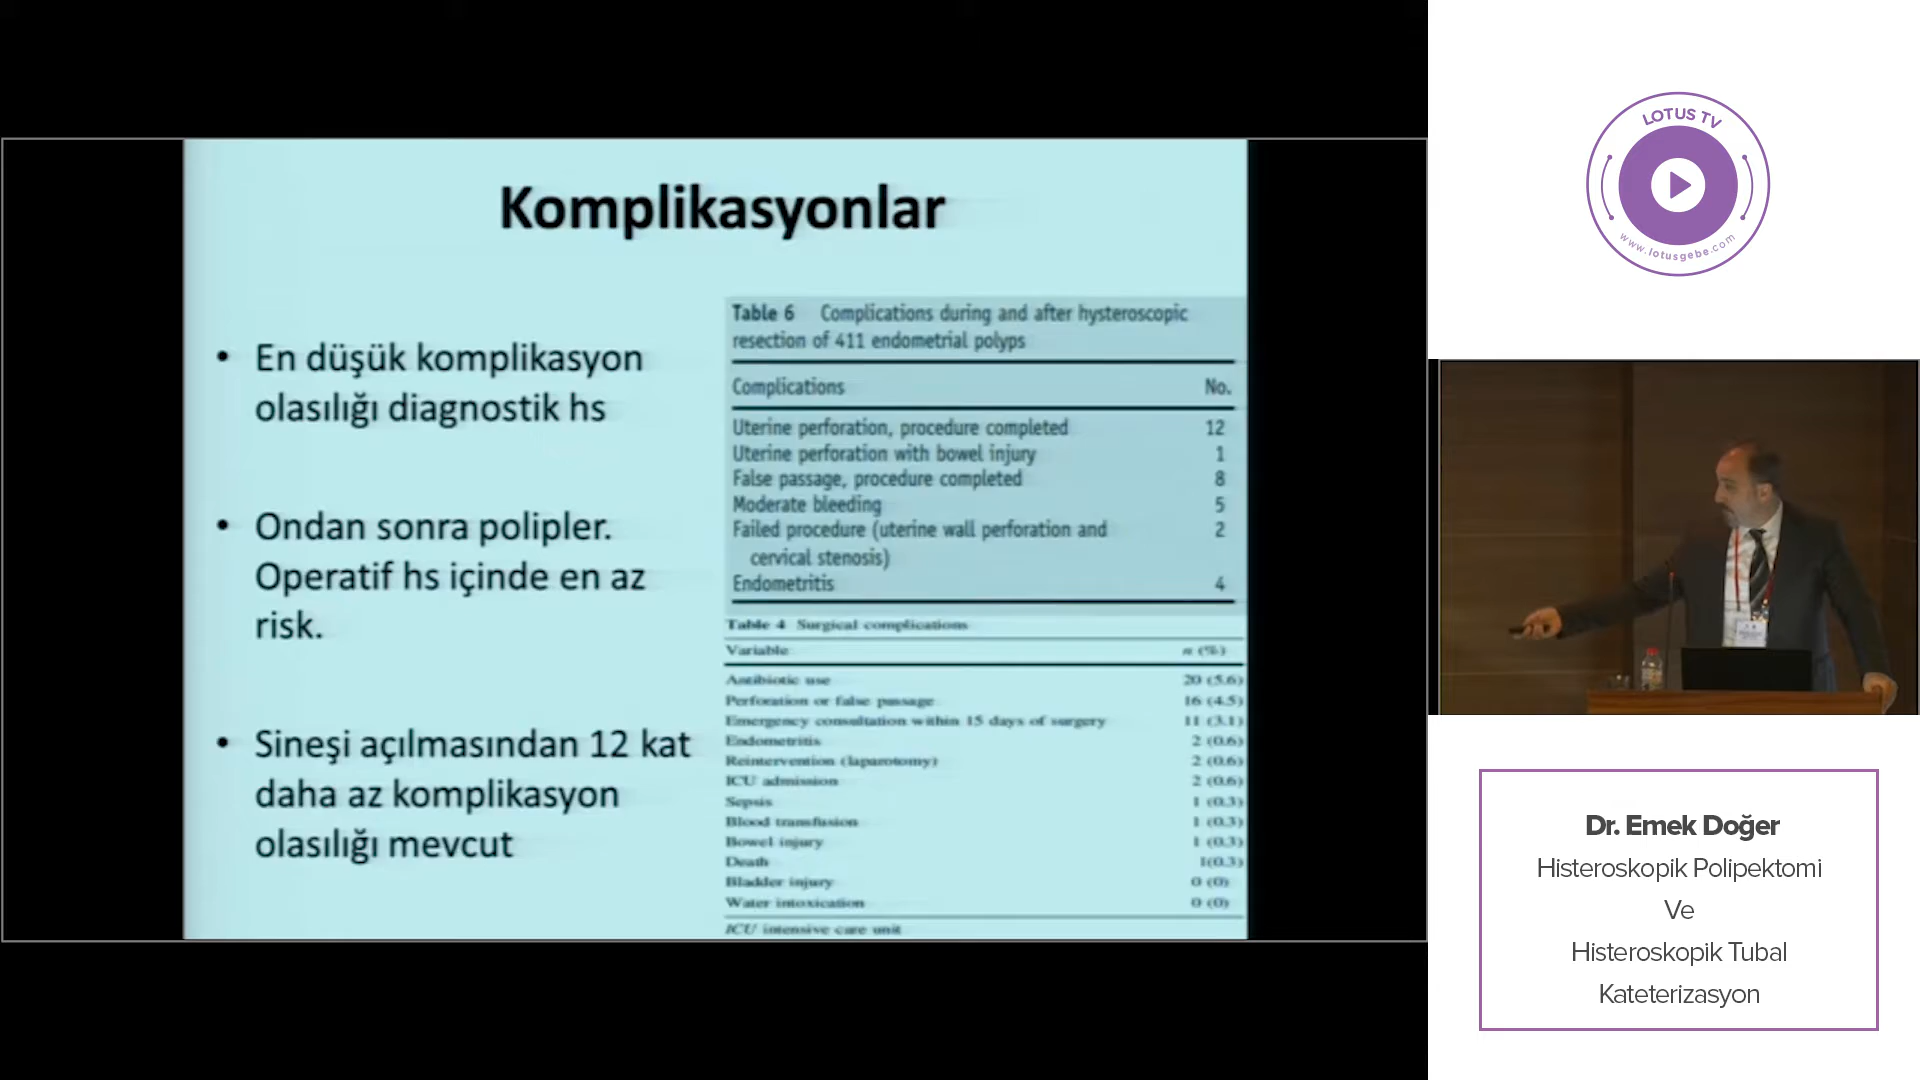 Komplikasyonlar
• En düşük komplikasyon
olasılığı diagnostik hs
• Ondan sonra polipler.
Operatif hs içinde en az
risk.
• Sineşi açılmasından 12 kat
daha az komplikasyon
olasılığı mevcut
Table 6 Complications during and after hysteroscopic
resection of 411 endometrial polyps
Complications No.
Uterine perforation, procedure completed 12
Uterine perforation with bowel injury 1
False passage, procedure completed 8
Moderate bleeding 5
Failed procedure (uterine wall perforation and 2
cervical stenosis)
Endometritis 4
Table 4 Surgical complications
Variable n (%)
Antibiotic use 20 (5.6)
Perforation or false passage 16 (4.5)
Emergency consultation within 15 days of surgery 11 (3.1)
Endometritis 2 (0.6)
Reintervention (laparotomy) 2 (0.6)
ICU admission 2 (0.6)
Sepsis 1 (0.3)
Blood transfusion 1 (0.3)
Bowel injury 1 (0.3)
Death 1(0.3)
Bladder injury 0 (0)
Water intoxication 0 (0)
ICU intensive care unit
LOTUS TV
www.lotusgebe.com
Dr. Emek Doğer
Histeroskopik Polipektomi
Ve
Histeroskopik Tubal
Kateterizasyon